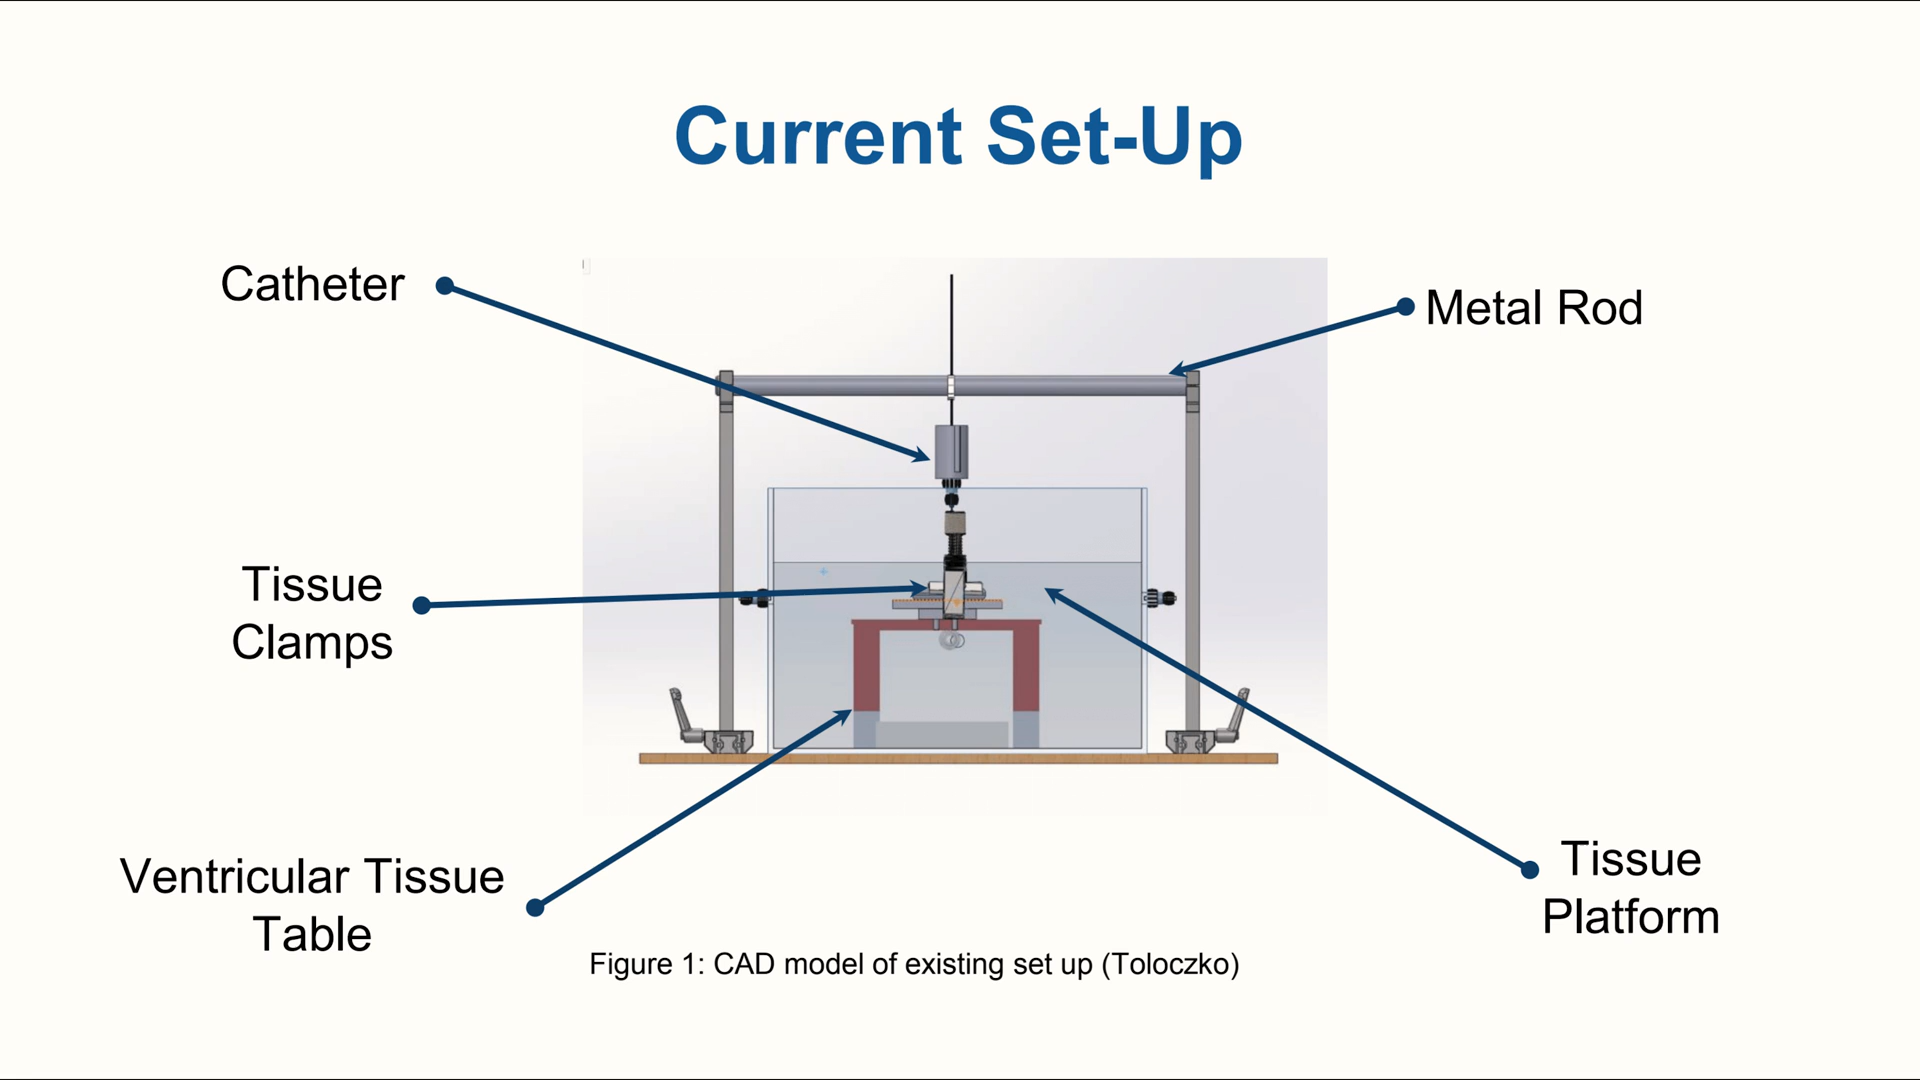 Current Set-Up
Catheter
Metal Rod
Tissue
Clamps
Ventricular Tissue
Table
Tissue
Platform
Figure 1: CAD model of existing set up (Toloczko)